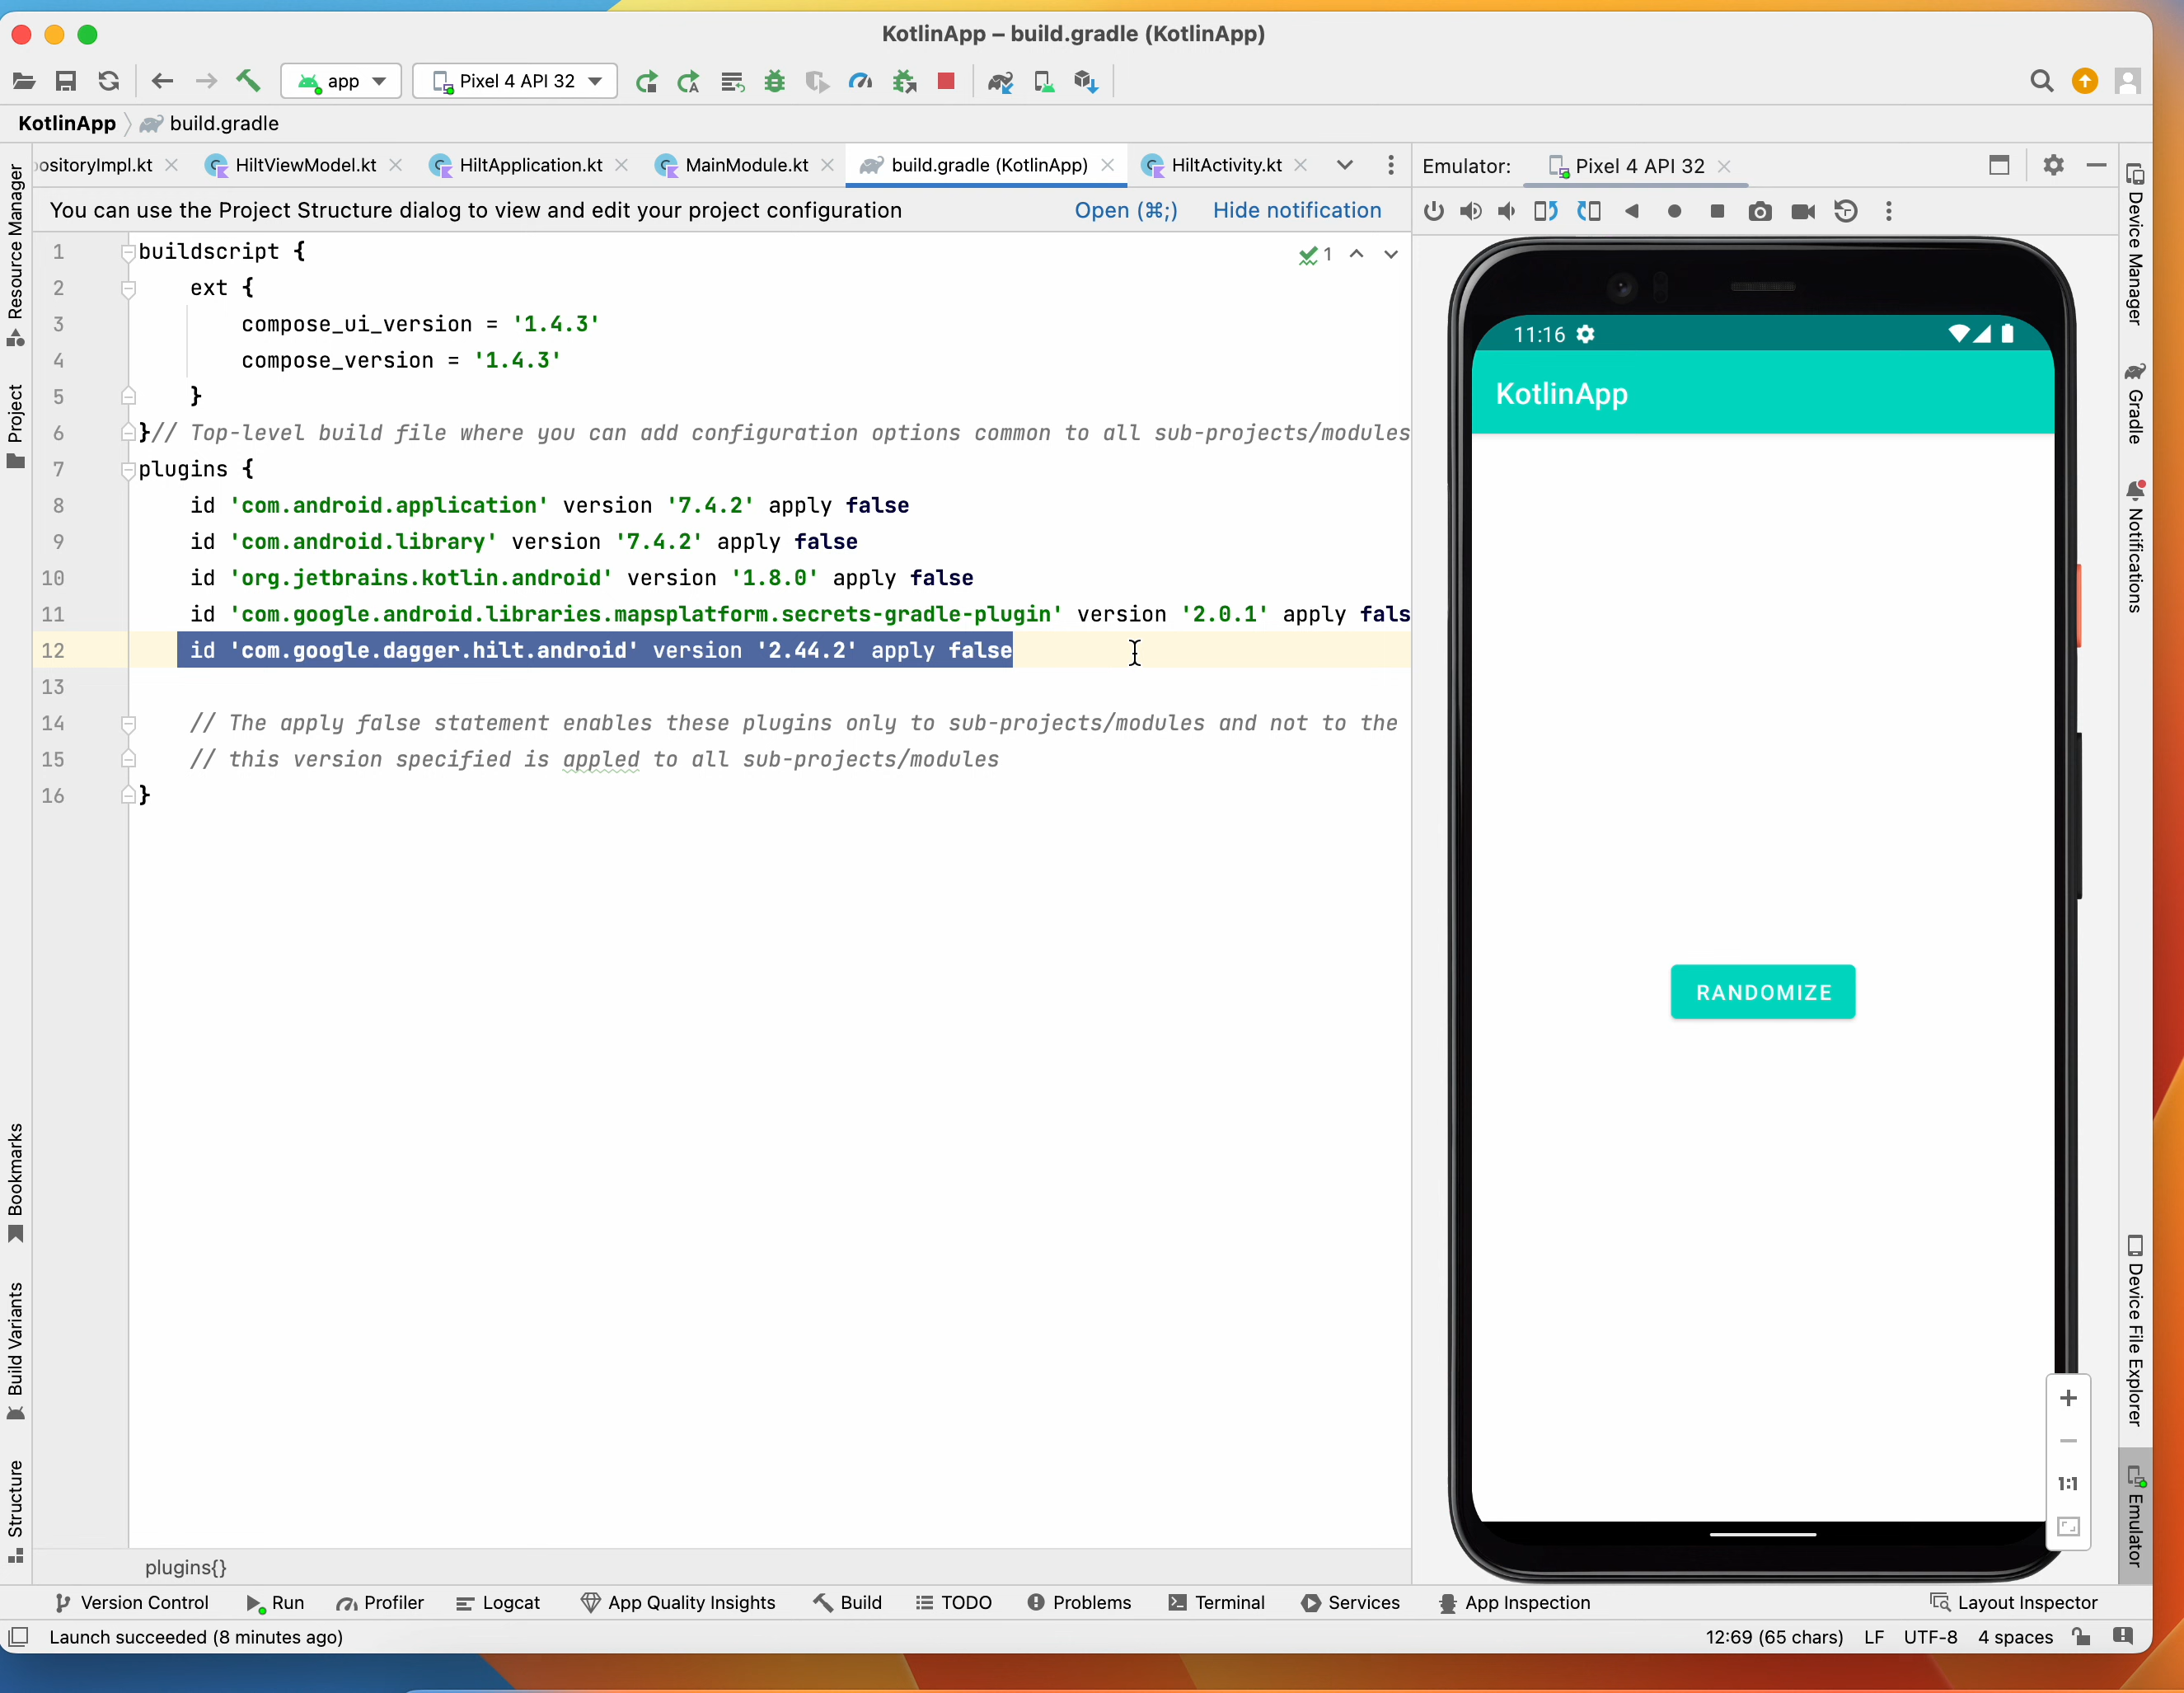 KotlinApp – build.gradle (KotlinApp)
app
Pixel 4 API 32
KotlinApp
build.gradle
ositoryImpl.kt
HiltViewModel.kt
HiltApplication.kt
MainModule.kt
build.gradle (KotlinApp)
HiltActivity.kt
Emulator:
Pixel 4 API 32
You can use the Project Structure dialog to view and edit your project configuration
Open (⌘;)
Hide notification
1
1 buildscript {
2 ext {
3 compose_ui_version = '1.4.3'
4 compose_version = '1.4.3'
5 }
6 }// Top-level build file where you can add configuration options common to all sub-projects/modules
7 plugins {
8 id 'com.android.application' version '7.4.2' apply false
9 id 'com.android.library' version '7.4.2' apply false
10 id 'org.jetbrains.kotlin.android' version '1.8.0' apply false
11 id 'com.google.android.libraries.mapsplatform.secrets-gradle-plugin' version '2.0.1' apply fals
12 id 'com.google.dagger.hilt.android' version '2.44.2' apply false
13
14 // The apply false statement enables these plugins only to sub-projects/modules and not to the
15 // this version specified is appled to all sub-projects/modules
16 }
plugins{}
Resource Manager
Project
Bookmarks
Build Variants
Structure
11:16
KotlinApp
RANDOMIZE
1:1
Device Manager
Gradle
Notifications
Device File Explorer
Emulator
Version Control
Run
Profiler
Logcat
App Quality Insights
Build
TODO
Problems
Terminal
Services
App Inspection
Layout Inspector
Launch succeeded (8 minutes ago)
12:69 (65 chars)
LF
UTF-8
4 spaces